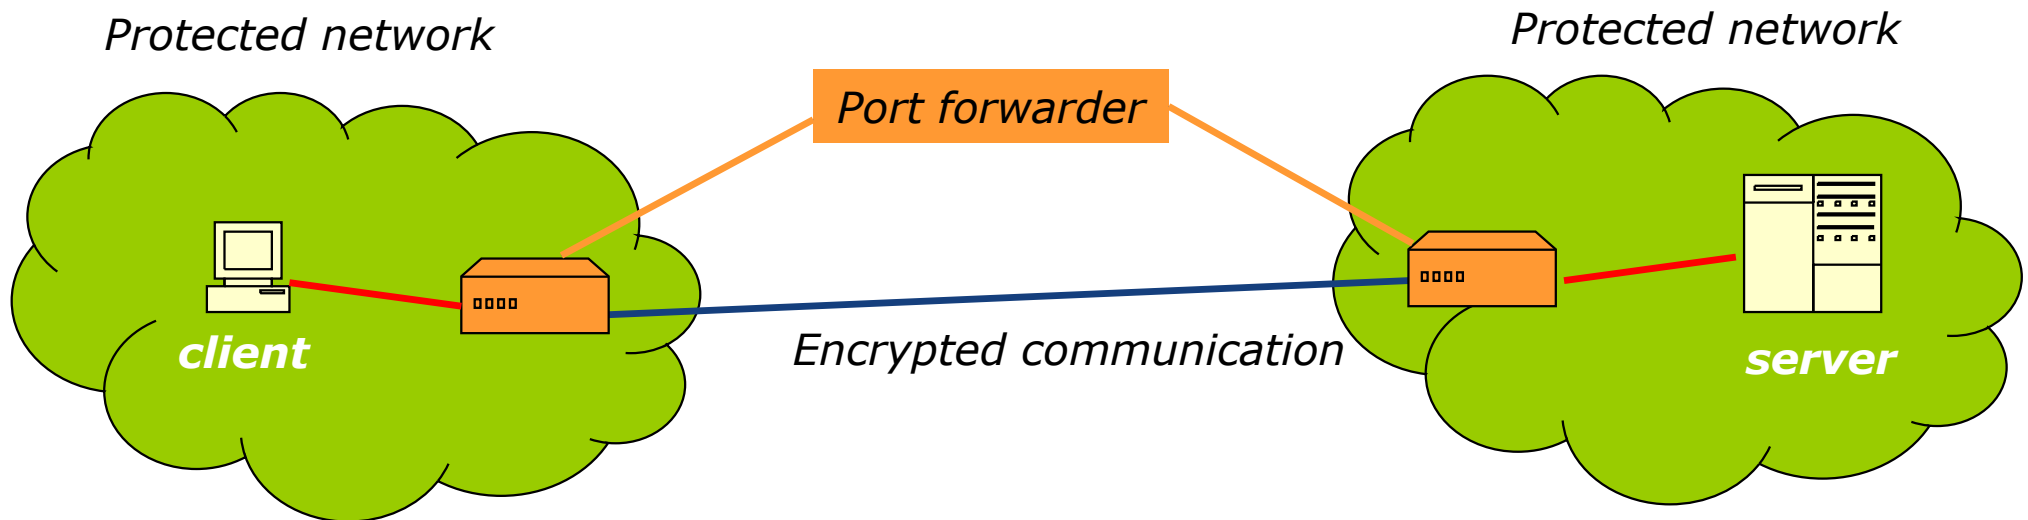 Protected network
Protected network
Port forwarder
Encrypted communication
client
server